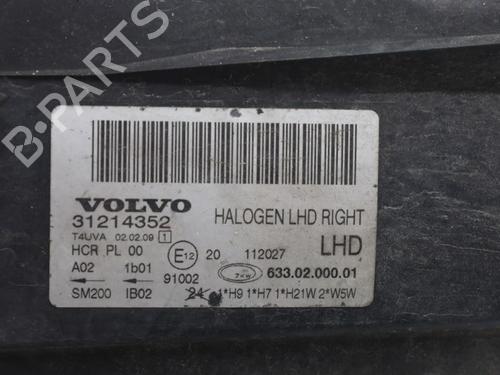 B-PARTS
VOLVO
31214352
HALOGEN LHD RIGHT
T4UVA 02.02.09 1
LHD
HCR PL 00
E12 20 112027
A02 1b01
91002
633.02.000.01
SM200 IB02
24 1*H9 1*H7 1*H21W 2*W5W